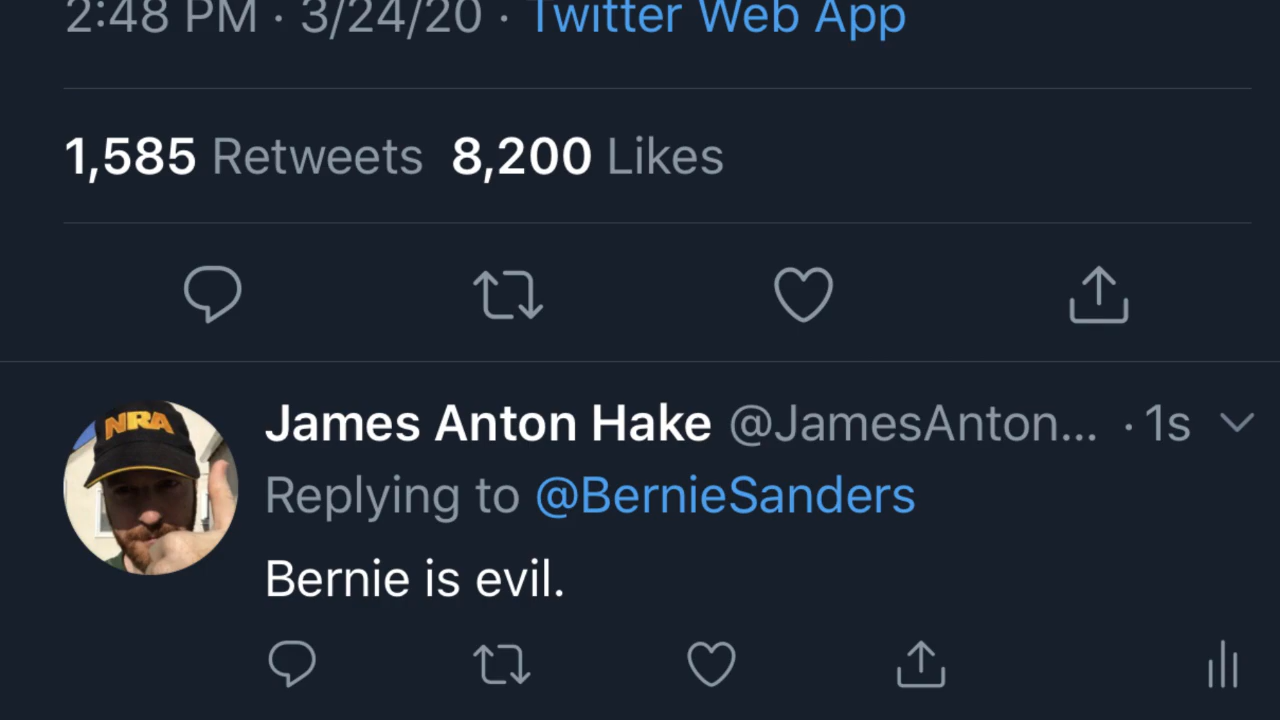 2:48 PM · 3/24/20 · Twitter Web App
1,585 Retweets 8,200 Likes
NRA
James Anton Hake @JamesAnton... · 1s
Replying to @BernieSanders
Bernie is evil.